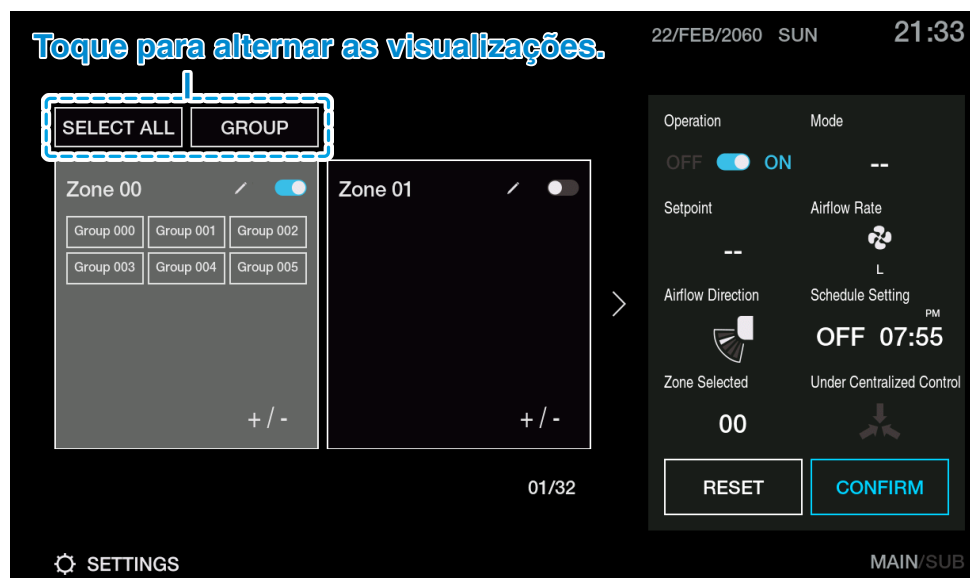 Toque para alternar as visualizações.
22/FEB/2060 SUN 21:33
SELECT ALL GROUP
Zone 00
Group 000 Group 001 Group 002
Group 003 Group 004 Group 005
+ / -
Zone 01
+ / -
01/32
Operation Mode
OFF ON --
Setpoint Airflow Rate
-- L
Airflow Direction Schedule Setting
PM
OFF 07:55
Zone Selected Under Centralized Control
00
RESET CONFIRM
SETTINGS
MAIN/SUB